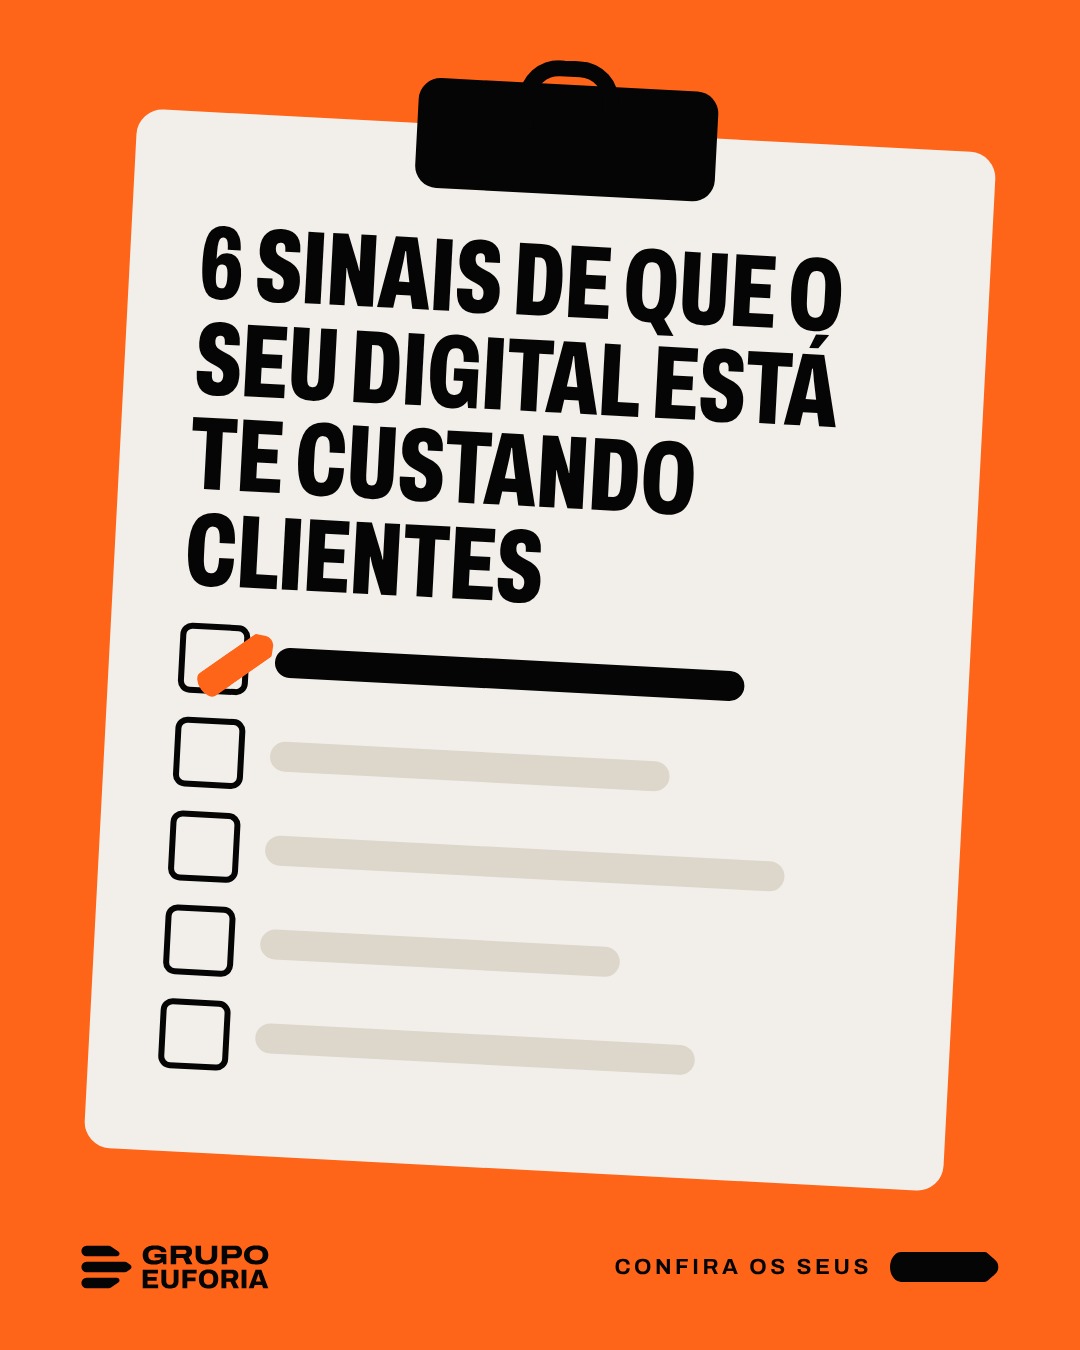 6 SINAIS DE QUE O
SEU DIGITAL ESTÁ
TE CUSTANDO
CLIENTES
GRUPO
EUFORIA
CONFIRA OS SEUS